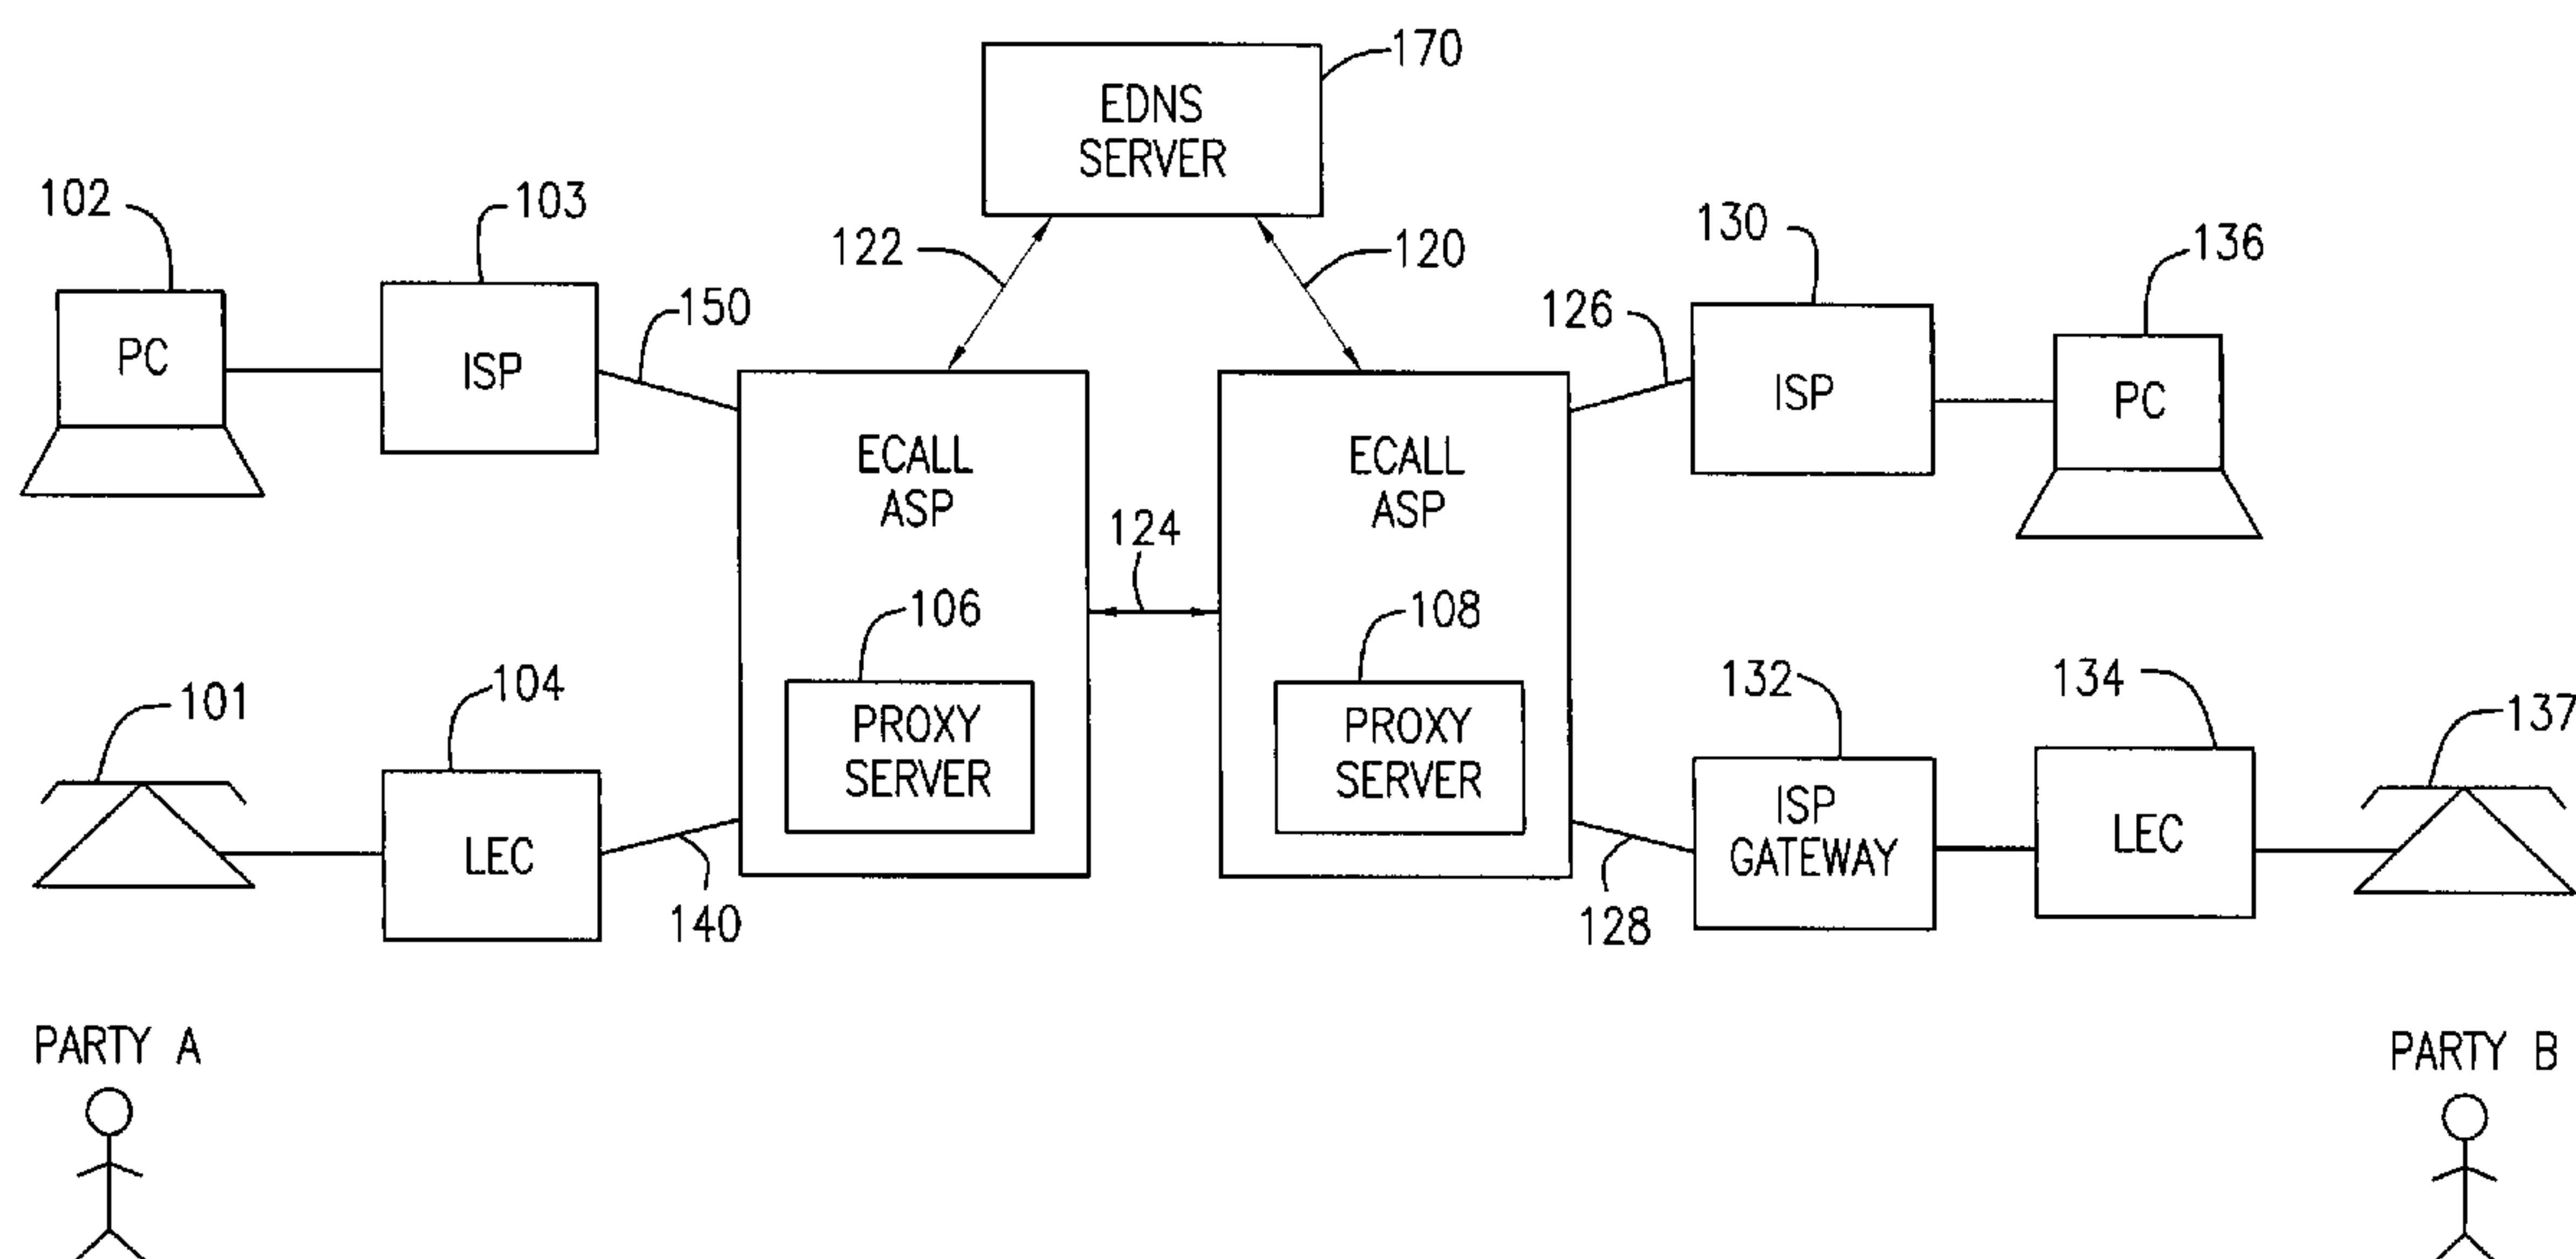 170
EDNS
SERVER
102
103
122
120
130
136
150
126
PC
ISP
ISP
PC
ECALL
ASP
ECALL
ASP
124
106
108
101
104
132
134
137
PROXY
SERVER
PROXY
SERVER
ISP
GATEWAY
LEC
LEC
140
128
PARTY A
PARTY B